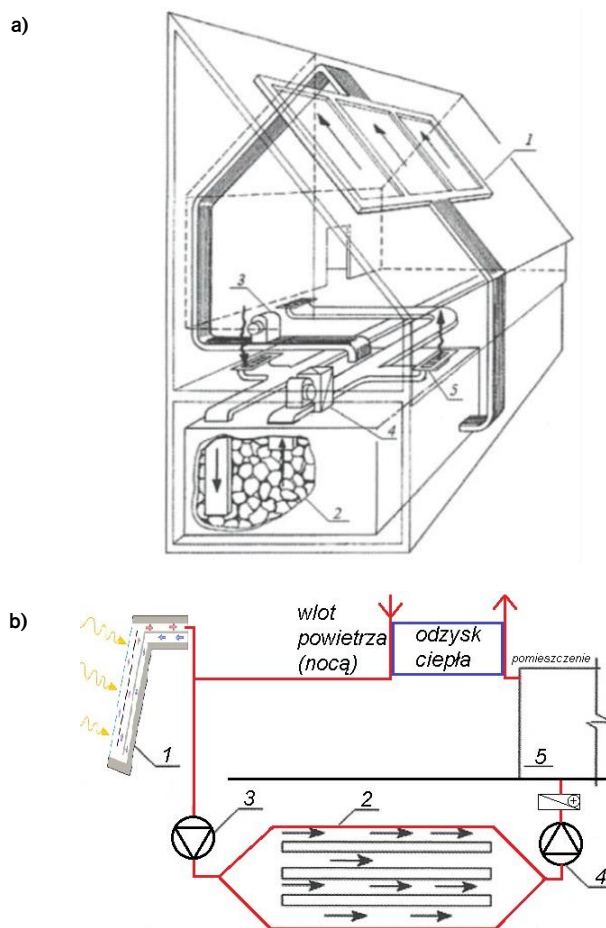 a)
1
3
5
4
2
b)
wlot
powietrza
(nocą)
odzysk
ciepła
pomieszczenie
1
3
2
5
4